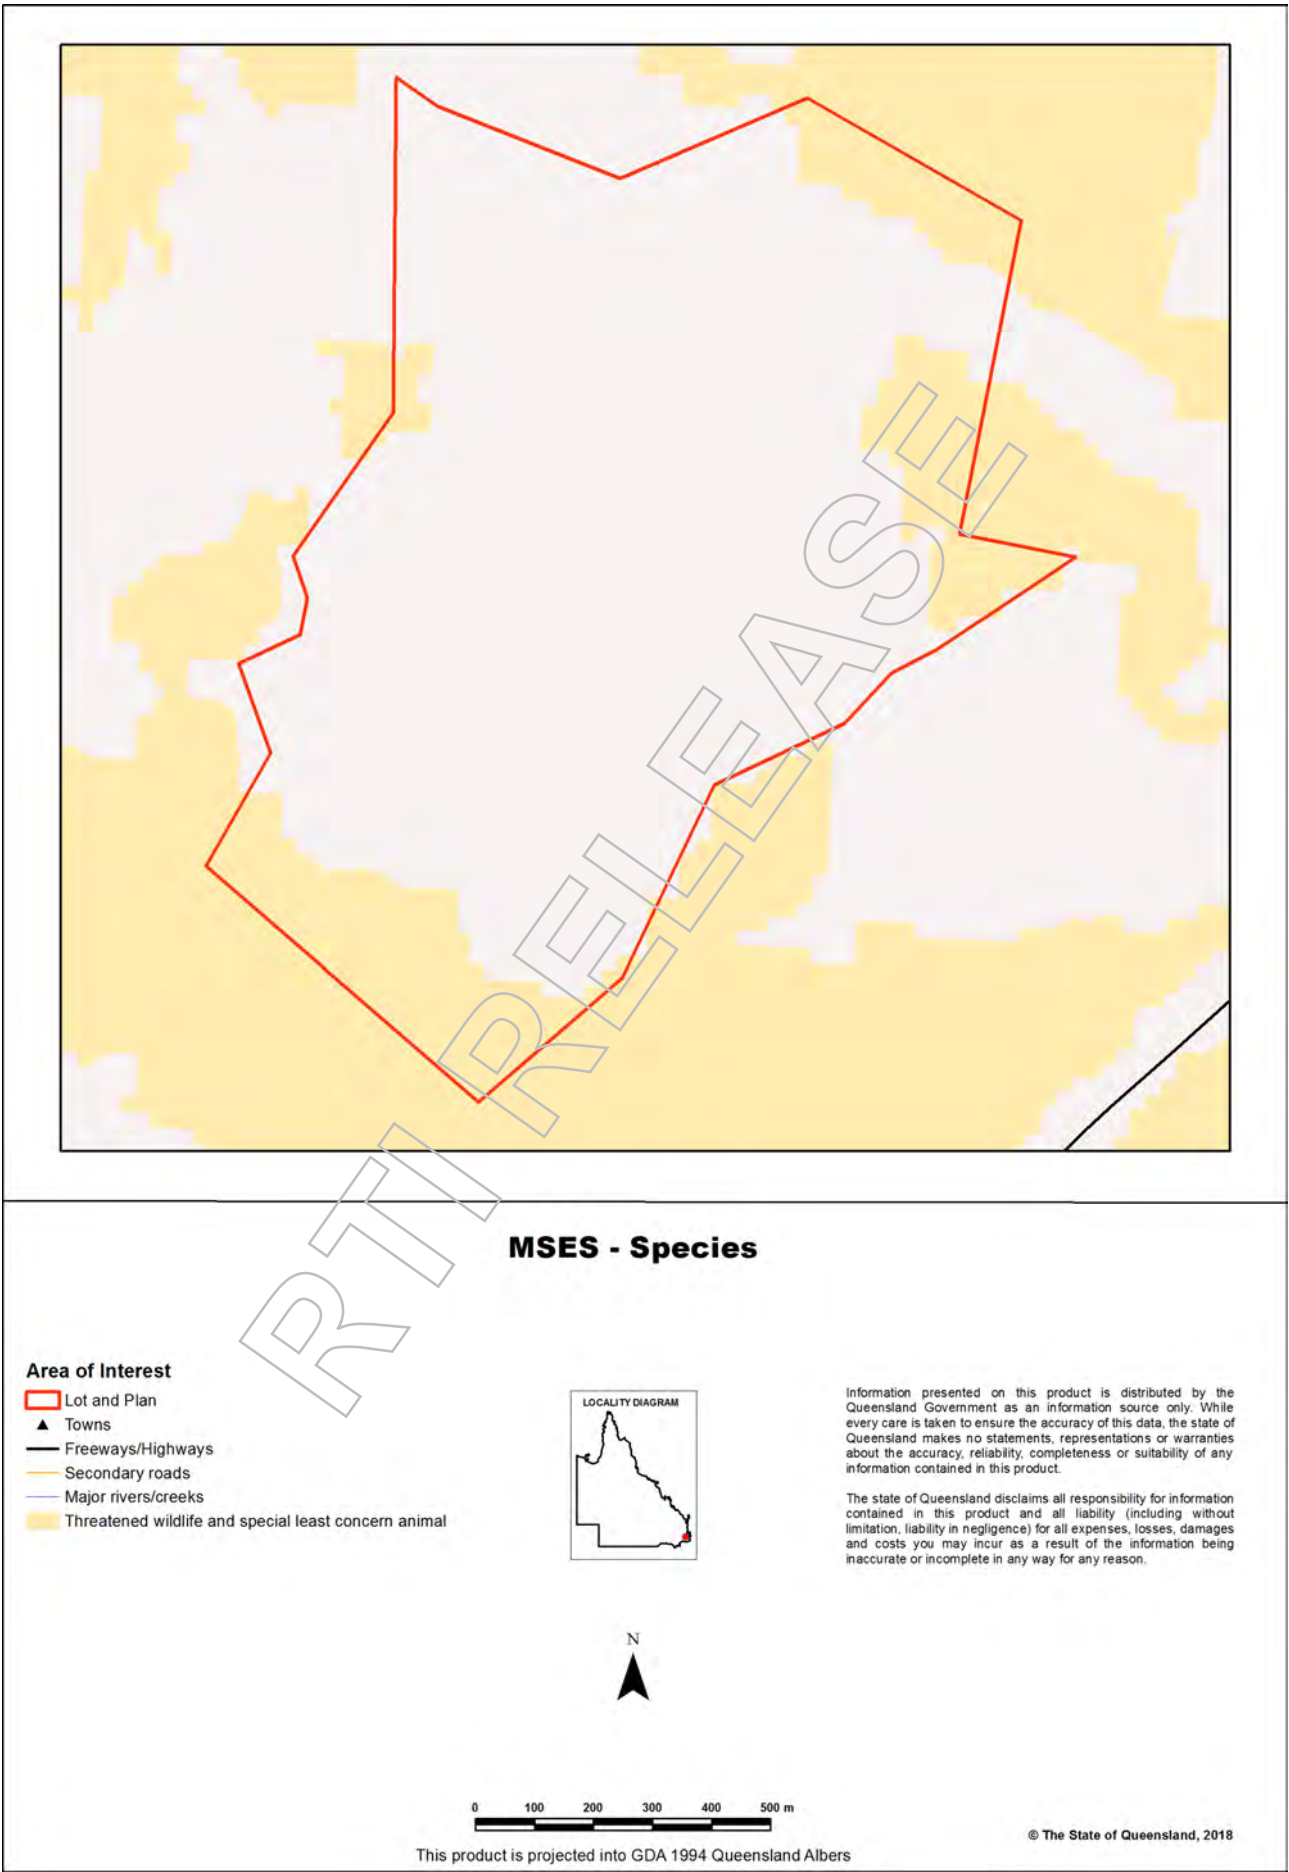 RTI RELEASE
MSES - Species
Area of Interest
Lot and Plan
Towns
Freeways/Highways
Secondary roads
Major rivers/creeks
Threatened wildlife and special least concern animal
LOCALITY DIAGRAM
Information presented on this product is distributed by the
Queensland Government as an information source only. While
every care is taken to ensure the accuracy of this data, the state of
Queensland makes no statements, representations or warranties
about the accuracy, reliability, completeness or suitability of any
information contained in this product.
The state of Queensland disclaims all responsibility for information
contained in this product and all liability (including without
limitation, liability in negligence) for all expenses, losses, damages
and costs you may incur as a result of the information being
inaccurate or incomplete in any way for any reason.
N
0 100 200 300 400 500 m
This product is projected into GDA 1994 Queensland Albers
© The State of Queensland, 2018